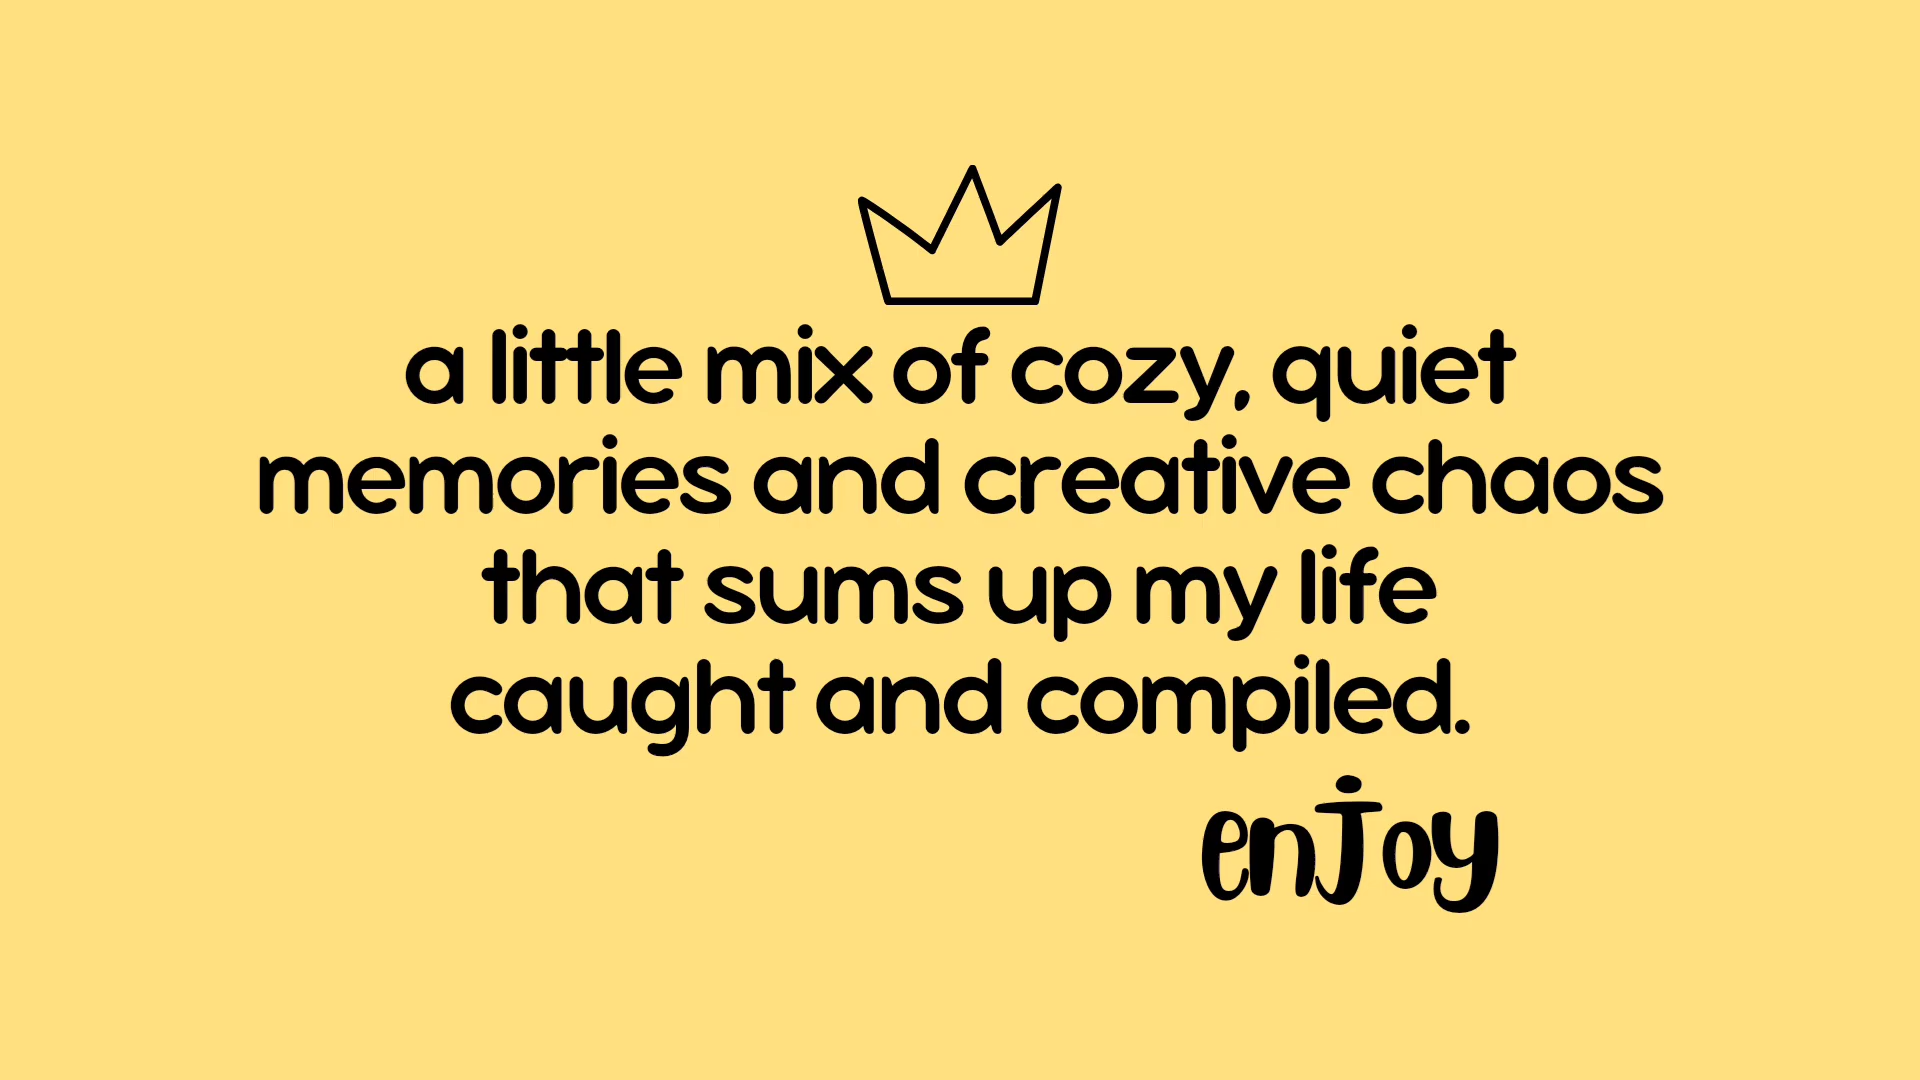 a little mix of cozy, quiet
memories and creative chaos
that sums up my life
caught and compiled.
enjoy